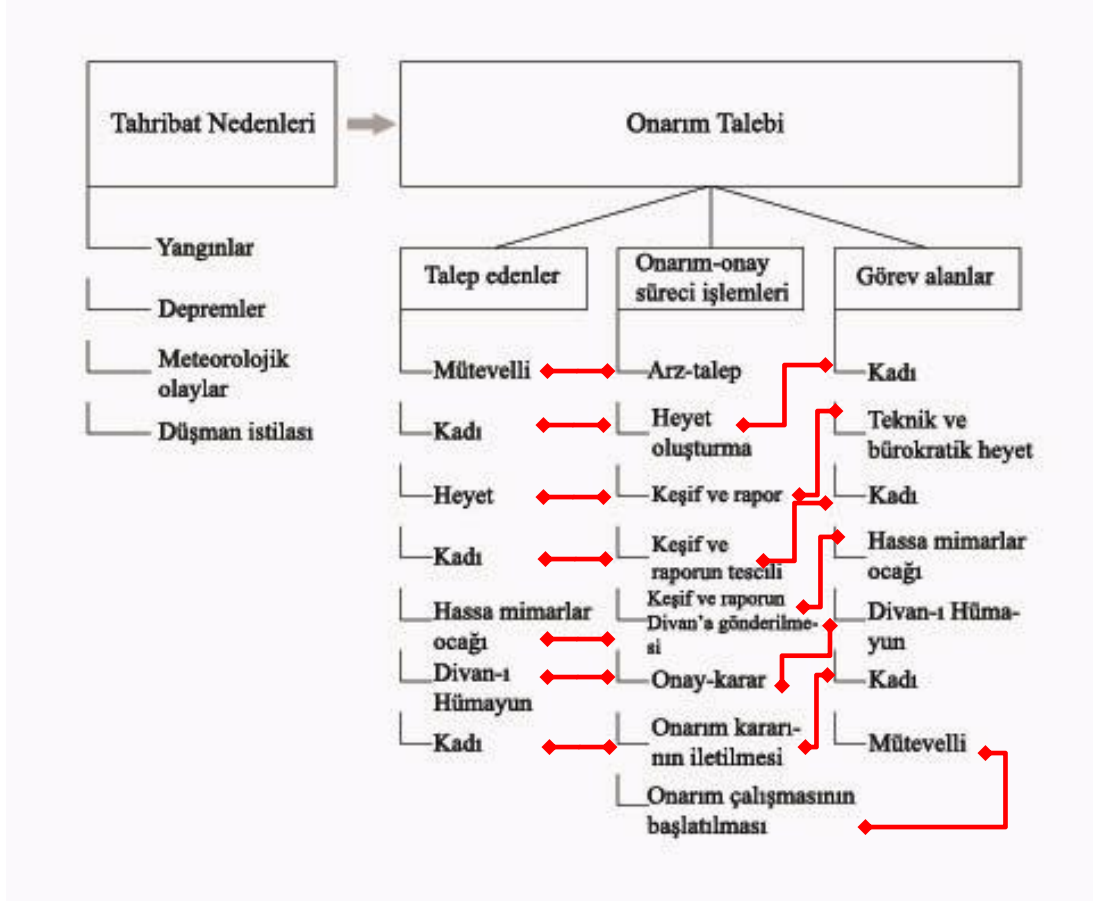 Tahribat Nedenleri
Onarım Talebi
Yangınlar
Depremler
Meteorolojik
olaylar
Düşman istilası
Talep edenler
Mütevelli
Kadı
Heyet
Kadı
Hassa mimarlar
ocağı
Divan-ı
Hümayun
Kadı
Onarım-onay
süreci işlemleri
Arz-talep
Heyet
oluşturma
Keşif ve rapor
Keşif ve
raporun tescili
Keşif ve raporun
Divan'a gönderilme-
si
Onay-karar
Onarım kararı-
nın iletilmesi
Onarım çalışmasının
başlatılması
Görev alanlar
Kadı
Teknik ve
bürokratik heyet
Kadı
Hassa mimarlar
ocağı
Divan-ı Hüma-
yun
Kadı
Mütevelli